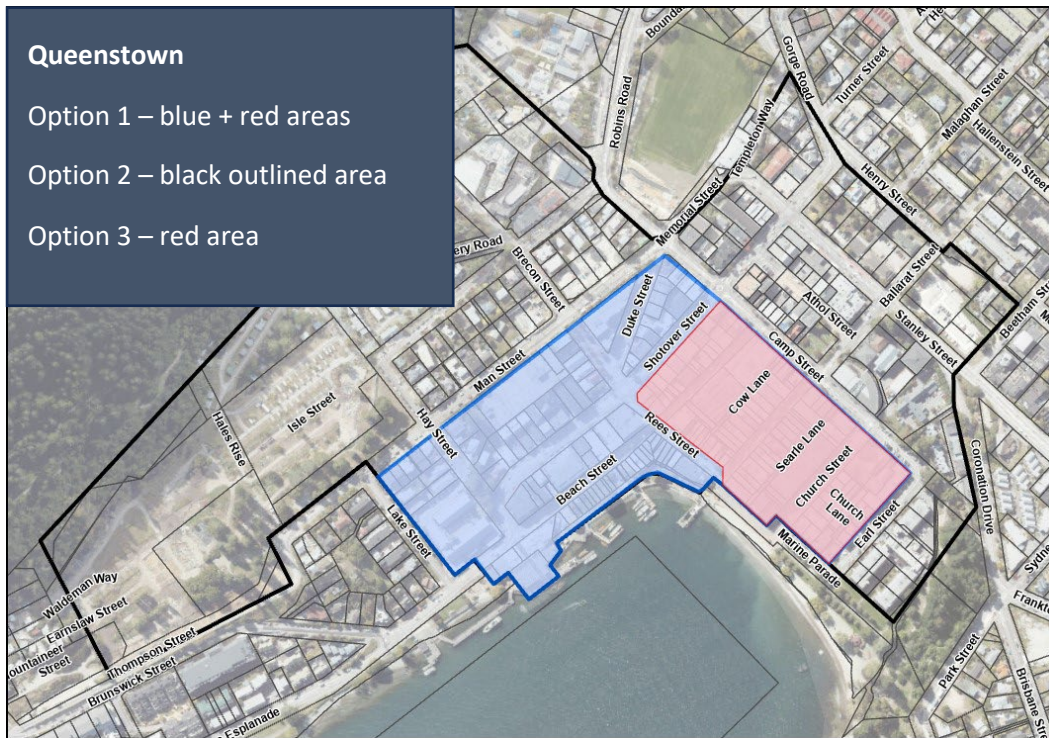 Queenstown
Option 1 – blue + red areas
Option 2 – black outlined area
Option 3 – red area
Robins Road
Gorge Road
Turner Street
Malaghan Street
Hallenstein Street
Templeton Way
Memorial Street
Henry Street
Ballarat Street
Stanley Street
Athol Street
Camp Street
Brecon Street
Duke Street
Shotover Street
Man Street
Cow Lane
Searle Lane
Church Street
Church Lane
Earl Street
Rees Street
Beach Street
Hay Street
Lake Street
Isle Street
Hales Rise
Marine Parade
Coronation Drive
Park Street
Waldeman Way
Earnslaw Street
Street
Thompson Street
Brunswick Street
Esplanade